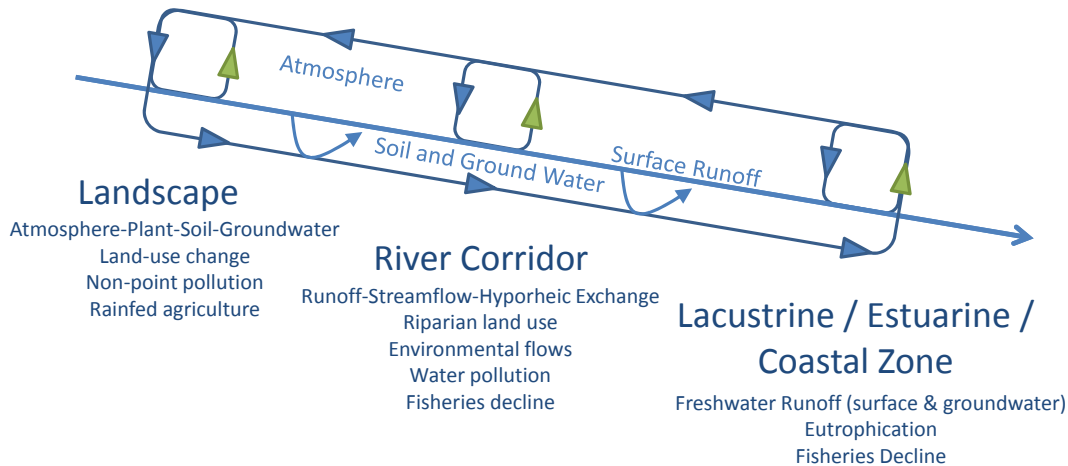 Atmosphere
Soil and Ground Water
Surface Runoff
Landscape
Atmosphere-Plant-Soil-Groundwater
Land-use change
Non-point pollution
Rainfed agriculture
River Corridor
Runoff-Streamflow-Hyporheic Exchange
Riparian land use
Environmental flows
Water pollution
Fisheries decline
Lacustrine / Estuarine /
Coastal Zone
Freshwater Runoff (surface & groundwater)
Eutrophication
Fisheries Decline